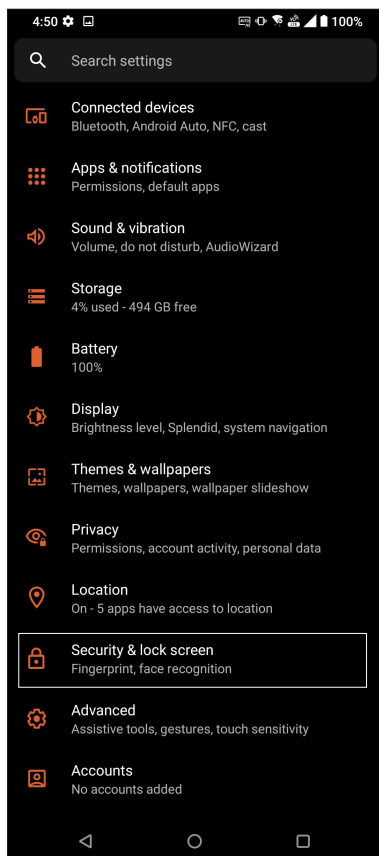 4:50 100%
Search settings
Connected devices
Bluetooth, Android Auto, NFC, cast
Apps & notifications
Permissions, default apps
Sound & vibration
Volume, do not disturb, AudioWizard
Storage
4% used - 494 GB free
Battery
100%
Display
Brightness level, Splendid, system navigation
Themes & wallpapers
Themes, wallpapers, wallpaper slideshow
Privacy
Permissions, account activity, personal data
Location
On - 5 apps have access to location
Security & lock screen
Fingerprint, face recognition
Advanced
Assistive tools, gestures, touch sensitivity
Accounts
No accounts added